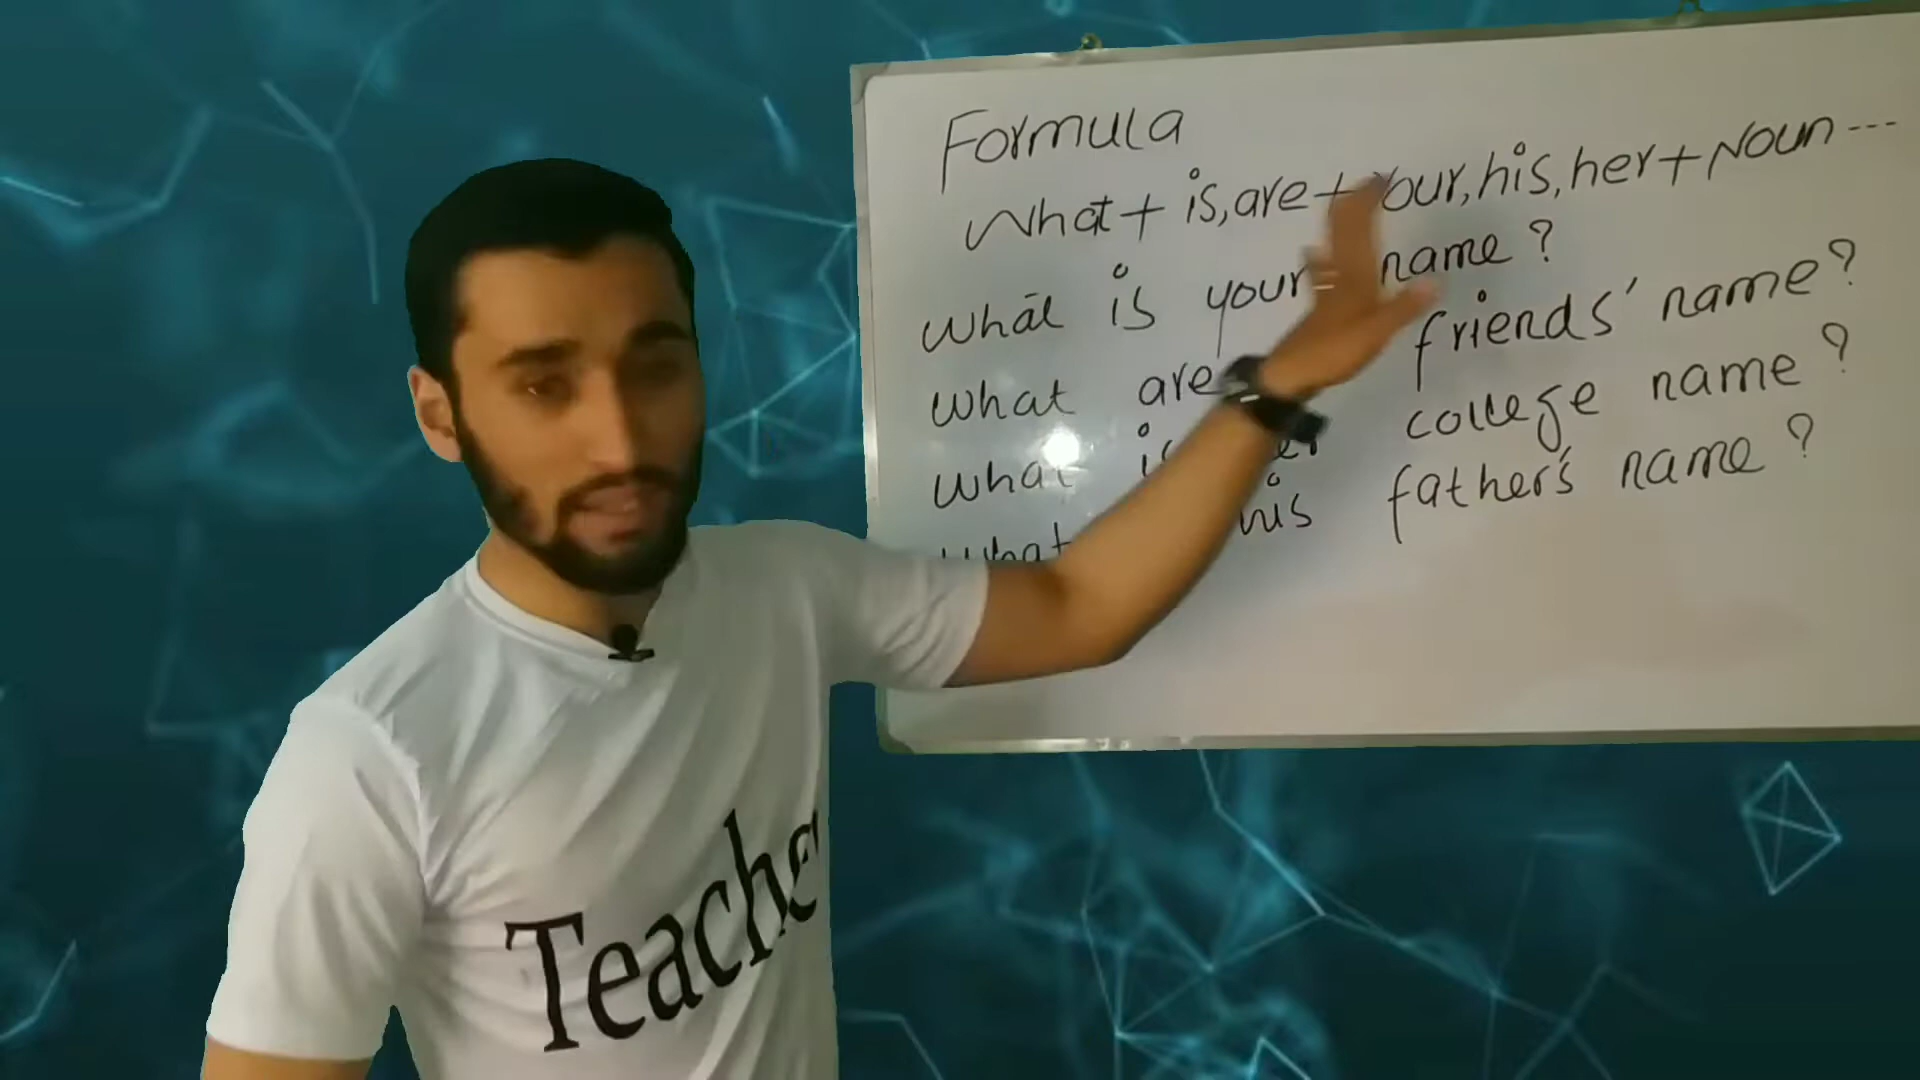 Formula
What + is, are + Your, his, her + Noun ---
What is your name ?
What are friends' name ?
What college name ?
What his father's name ?
Teache